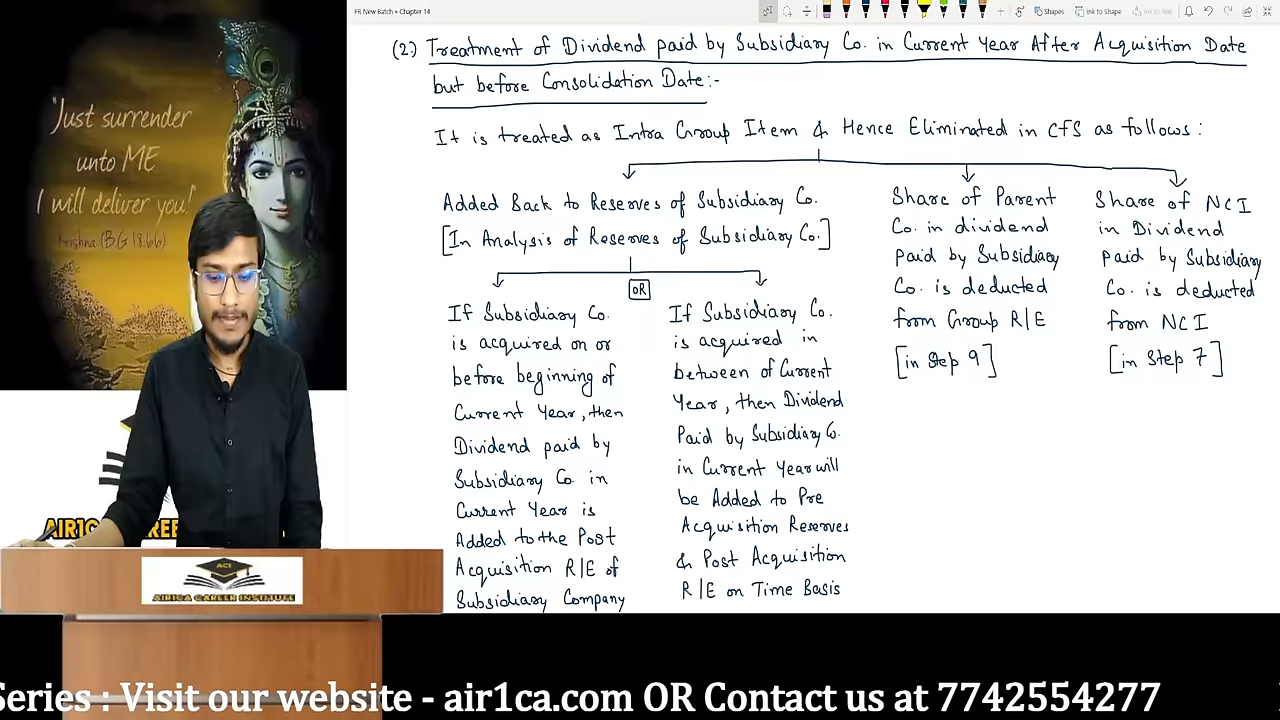 FR New Batch » Chapter 14
Shapes
Ink to Shape
Ink to Text
(2) Treatment of Dividend paid by Subsidiary Co. in Current Year After Acquisition Date
but before Consolidation Date:-
It is treated as Intra Group Item & Hence Eliminated in CFS as follows:
Added Back to Reserves of Subsidiary Co.
[In Analysis of Reserves of Subsidiary Co.]
OR
If Subsidiary Co.
is acquired on or
before beginning of
Current Year, then
Dividend paid by
Subsidiary Co. in
Current Year is
Added to the Post
Acquisition R/E of
Subsidiary Company
If Subsidiary Co.
is acquired in
between of Current
Year, then Dividend
Paid by Subsidiary Co.
in Current Year will
be Added to Pre
Acquisition Reserves
& Post Acquisition
R/E on Time Basis
Share of Parent
Co. in dividend
paid by Subsidiary
Co. is deducted
from Group R/E
[in Step 9]
Share of NCI
in Dividend
paid by Subsidiary
Co. is deducted
from NCI
[in Step 7]
"Just surrender
unto ME
I will deliver you!"
Krishna (B.G 18:66)
ACI
AIR1CA CAREER INSTITUTE
Series : Visit our website - air1ca.com OR Contact us at 7742554277